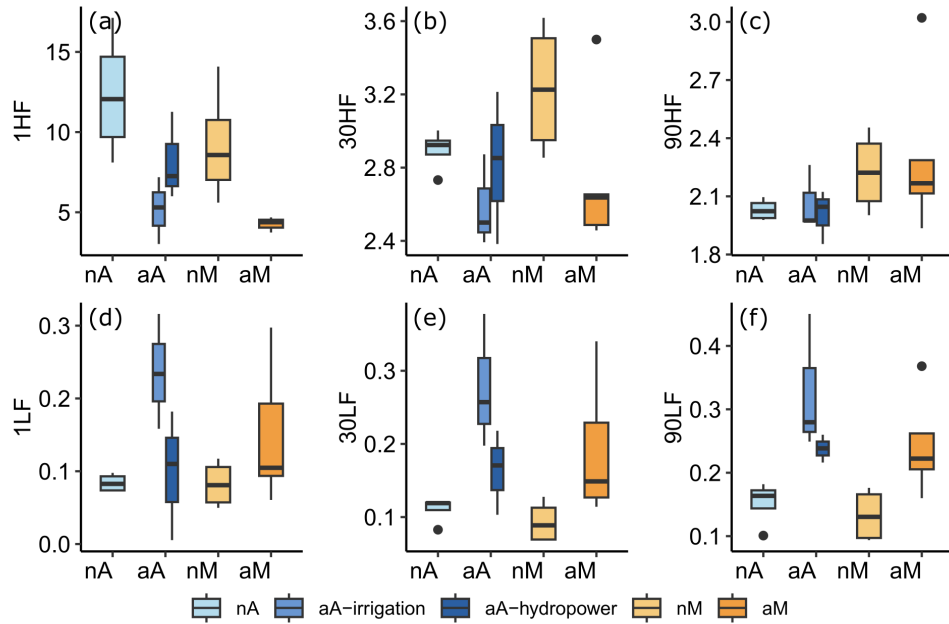 (a)
1HF
15
10
5
nA aA nM aM
(b)
30HF
3.6
3.2
2.8
2.4
nA aA nM aM
(c)
90HF
3.0
2.7
2.4
2.1
1.8
nA aA nM aM
(d)
1LF
0.3
0.2
0.1
0.0
nA aA nM aM
(e)
30LF
0.3
0.2
0.1
nA aA nM aM
(f)
90LF
0.4
0.3
0.2
0.1
nA aA nM aM
nA aA−irrigation aA−hydropower nM aM